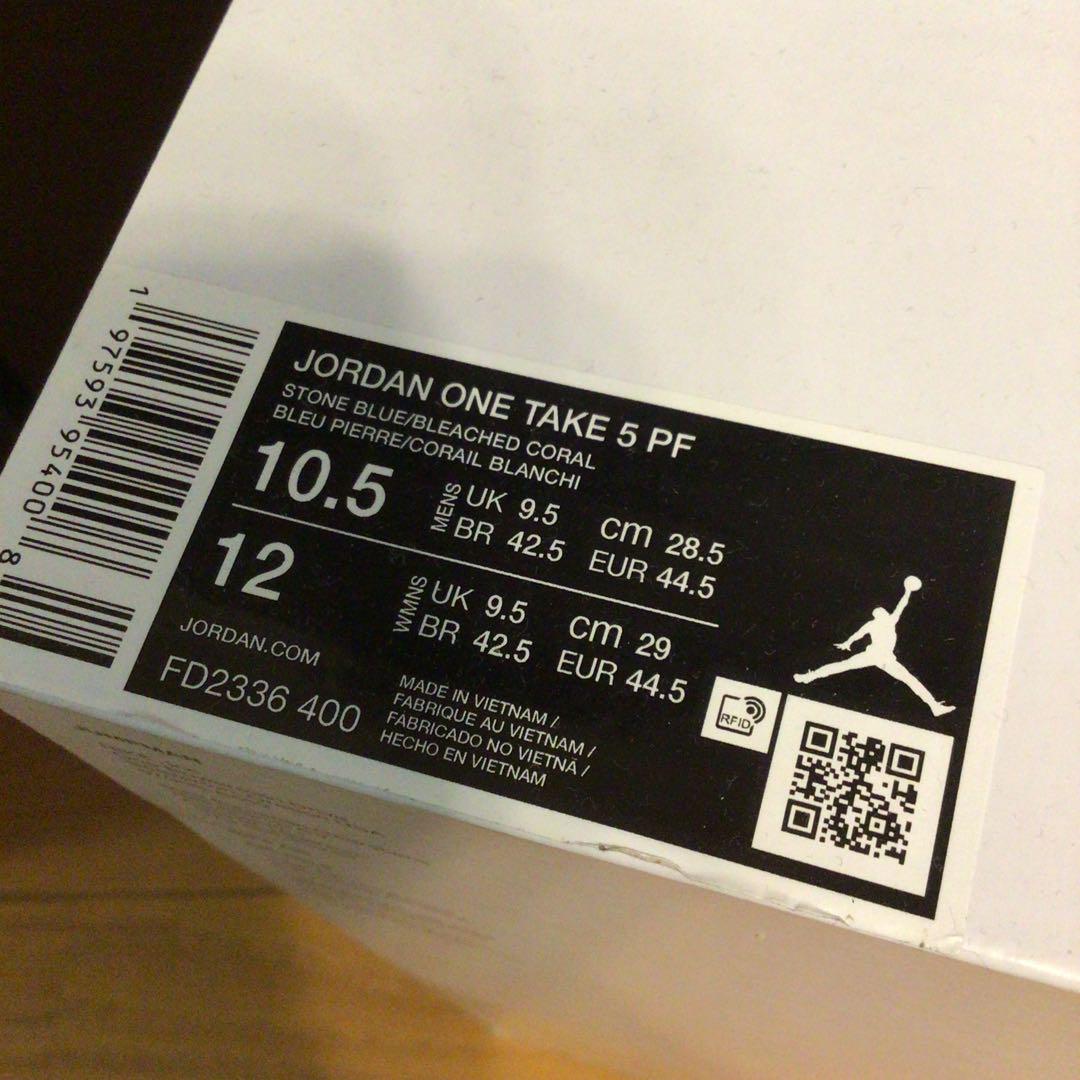 1 97593 95400 8
JORDAN ONE TAKE 5 PF
STONE BLUE/BLEACHED CORAL
BLEU PIERRE/CORAIL BLANCHI
10.5
MENS
UK 9.5 cm 28.5
BR 42.5 EUR 44.5
12
WMNS
UK 9.5 cm 29
BR 42.5 EUR 44.5
JORDAN.COM
FD2336 400
MADE IN VIETNAM /
FABRIQUE AU VIETNAM /
FABRICADO NO VIETNÃ /
HECHO EN VIETNAM
RFID